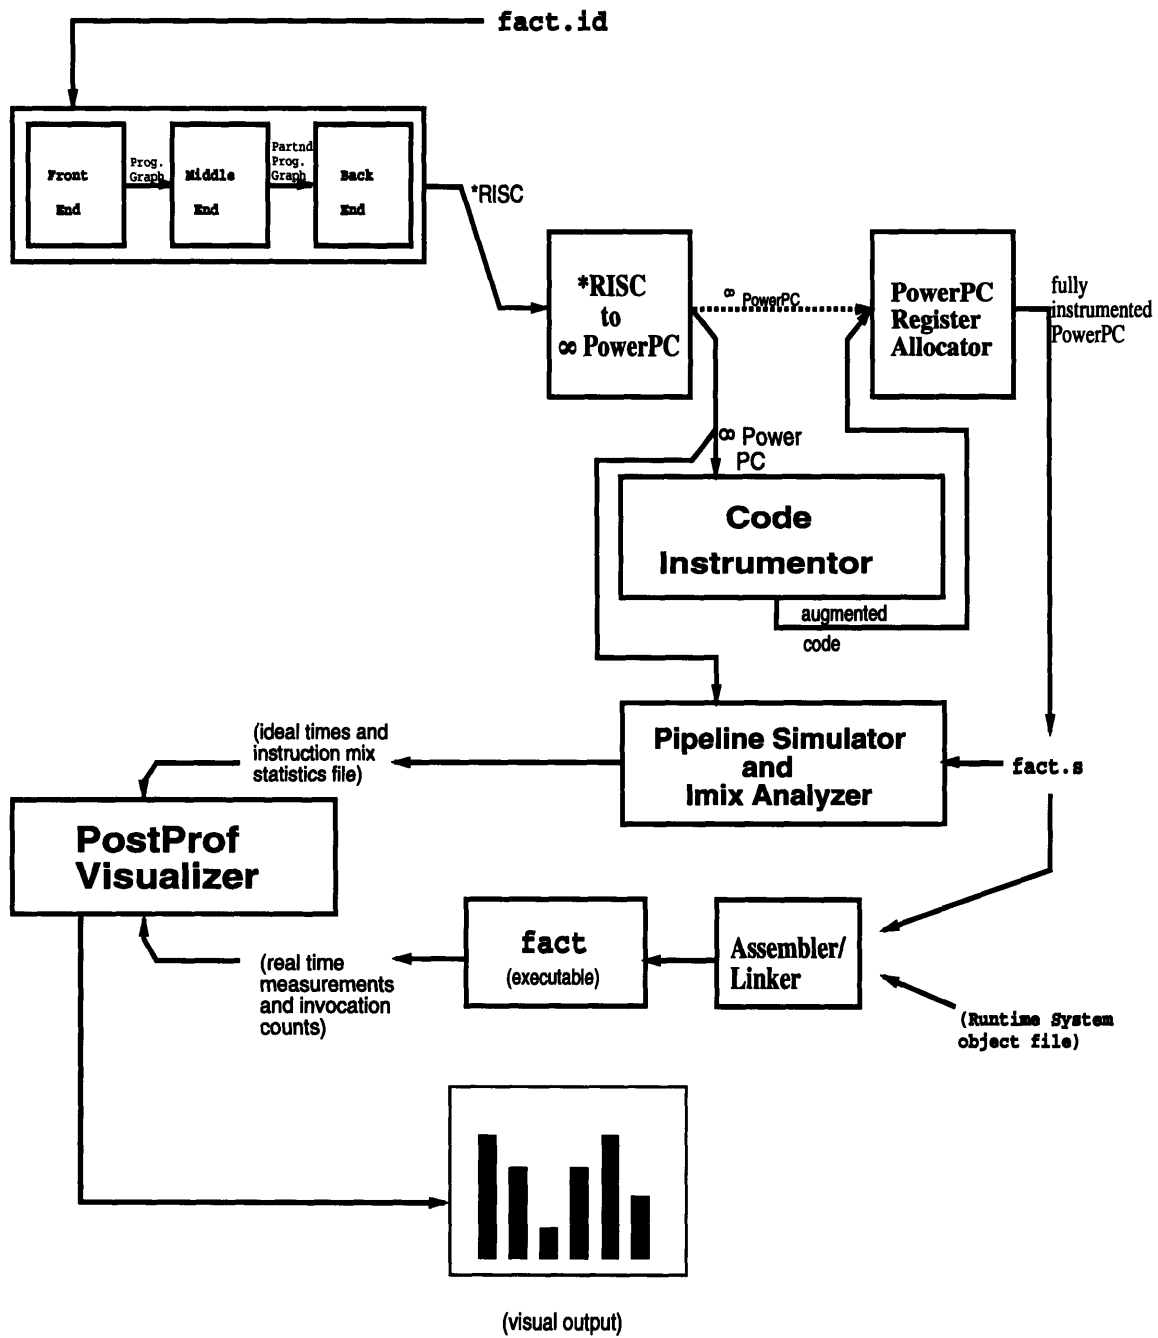 fact.id
Front
End
Prog.
Graph
Middle
End
Partnd
Prog.
Graph
Back
End
*RISC
*RISC
to
∞ PowerPC
∞ PowerPC
PowerPC
Register
Allocator
fully
instrumented
PowerPC
∞ Power
PC
Code
Instrumentor
augmented
code
(ideal times and
instruction mix
statistics file)
Pipeline Simulator
and
Imix Analyzer
fact.s
PostProf
Visualizer
(real time
measurements
and invocation
counts)
fact
(executable)
Assembler/
Linker
(Runtime System
object file)
(visual output)